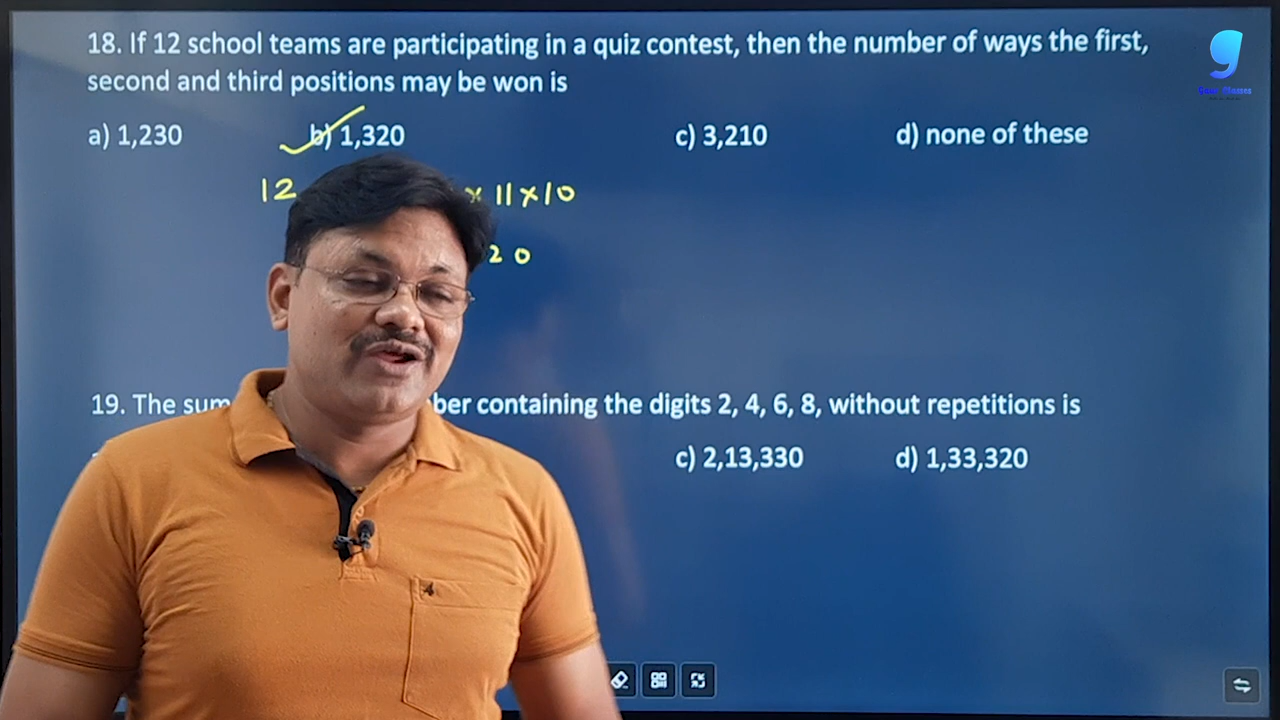 18. If 12 school teams are participating in a quiz contest, then the number of ways the first,
second and third positions may be won is
a) 1,230 b) 1,320 c) 3,210 d) none of these
12 × 11 × 10
20
19. The sum ber containing the digits 2, 4, 6, 8, without repetitions is
c) 2,13,330 d) 1,33,320